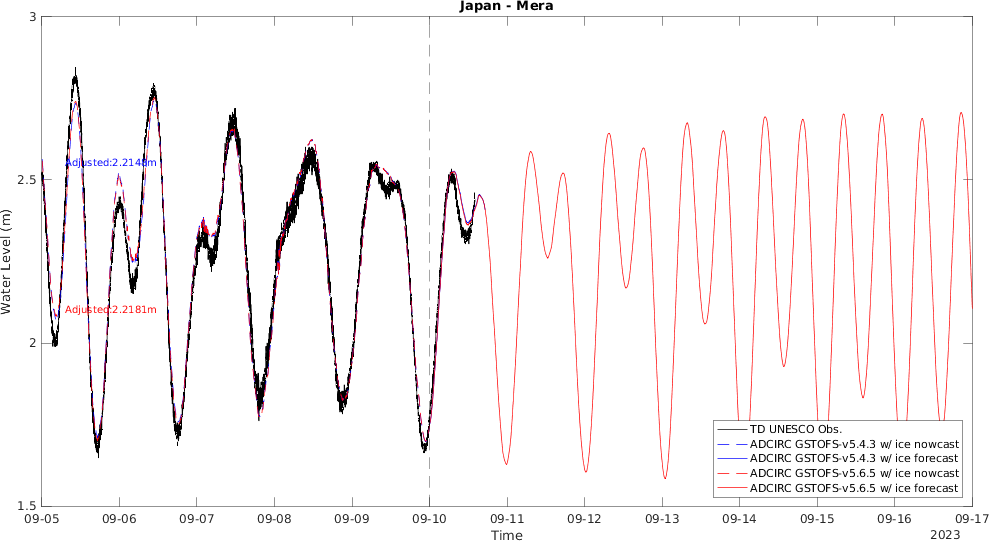 Japan - Mera
3
2.5
2
1.5
Water Level (m)
Adjusted:2.2148m
Adjusted:2.2181m
TD UNESCO Obs.
ADCIRC GSTOFS-v5.4.3 w/ ice nowcast
ADCIRC GSTOFS-v5.4.3 w/ ice forecast
ADCIRC GSTOFS-v5.6.5 w/ ice nowcast
ADCIRC GSTOFS-v5.6.5 w/ ice forecast
09-05 09-06 09-07 09-08 09-09 09-10 09-11 09-12 09-13 09-14 09-15 09-16 09-17
Time
2023